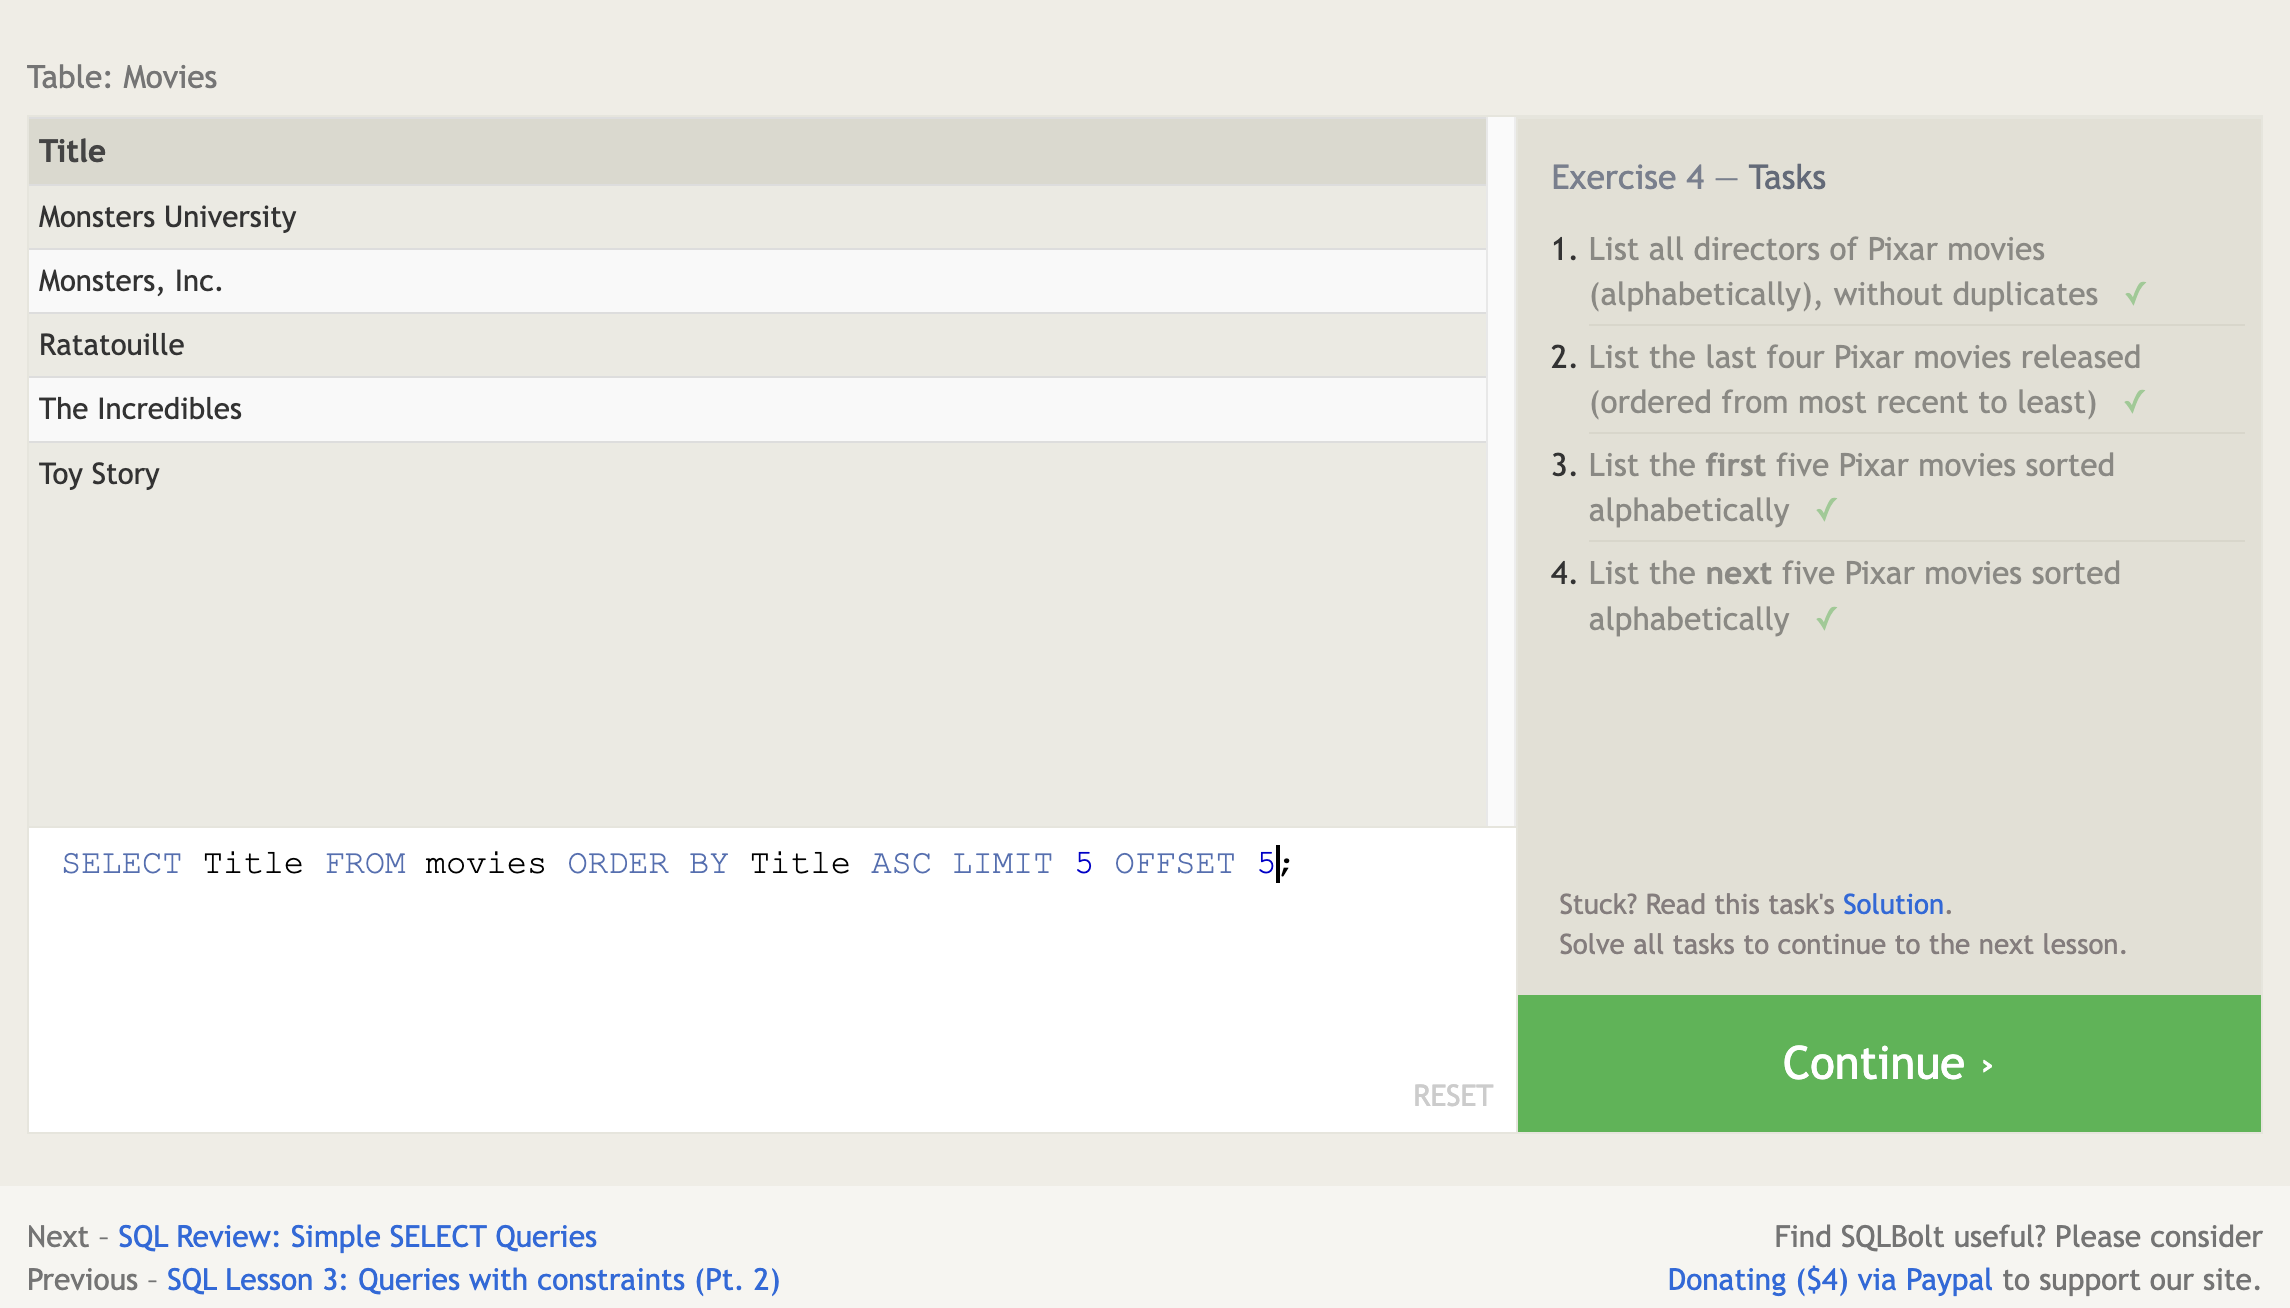 Table: Movies
Title
Monsters University
Monsters, Inc.
Ratatouille
The Incredibles
Toy Story
SELECT Title FROM movies ORDER BY Title ASC LIMIT 5 OFFSET 5;
RESET
Exercise 4 — Tasks
1. List all directors of Pixar movies
(alphabetically), without duplicates ✓
2. List the last four Pixar movies released
(ordered from most recent to least) ✓
3. List the first five Pixar movies sorted
alphabetically ✓
4. List the next five Pixar movies sorted
alphabetically ✓
Stuck? Read this task's Solution.
Solve all tasks to continue to the next lesson.
Continue ›
Next – SQL Review: Simple SELECT Queries
Previous – SQL Lesson 3: Queries with constraints (Pt. 2)
Find SQLBolt useful? Please consider
Donating ($4) via Paypal to support our site.